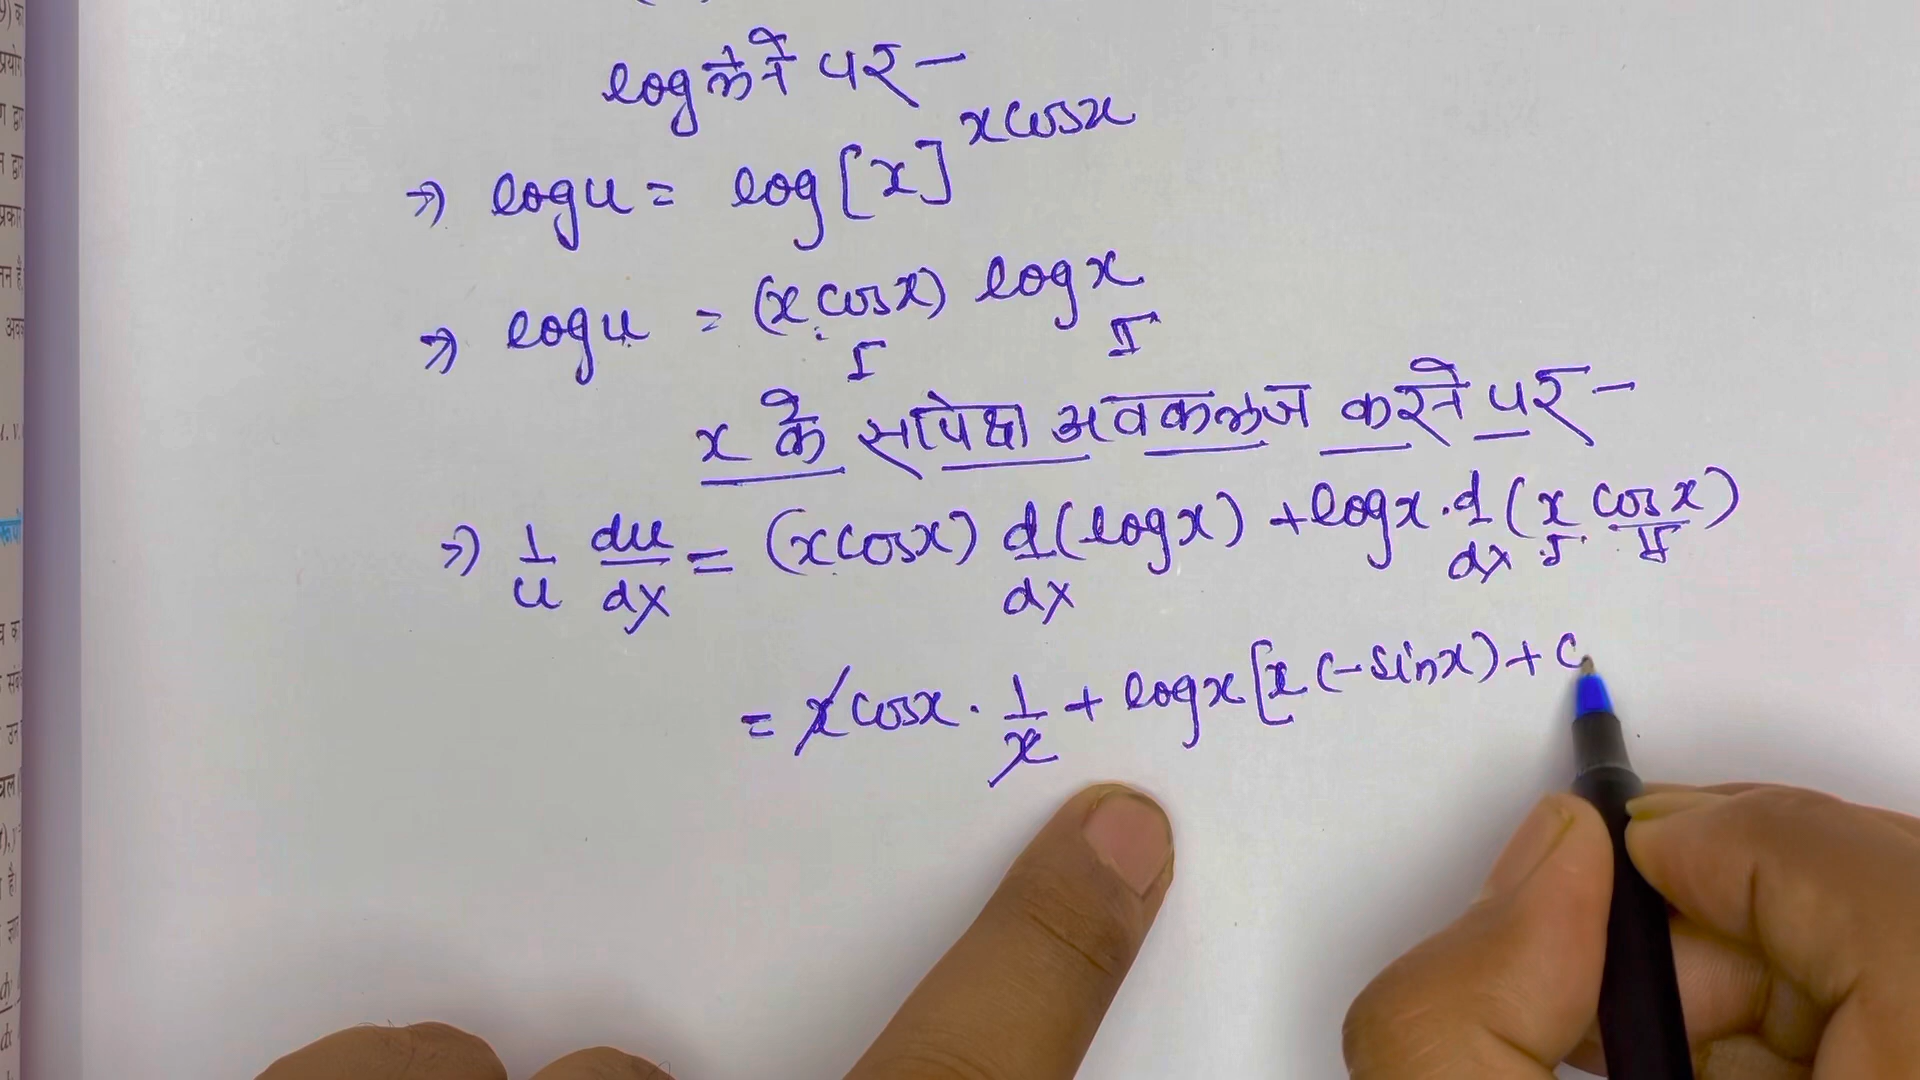 log लेने पर –
⇒ log u = log [x]^{x cos x}
⇒ log u = (x cos x) log x
I II
x के सापेक्ष अवकलज करने पर –
⇒ 1/u du/dx = (x cos x) d/dx (log x) + log x . d/dx (x cos x)
I II
= x cos x . 1/x + log x [x (- sin x) + c